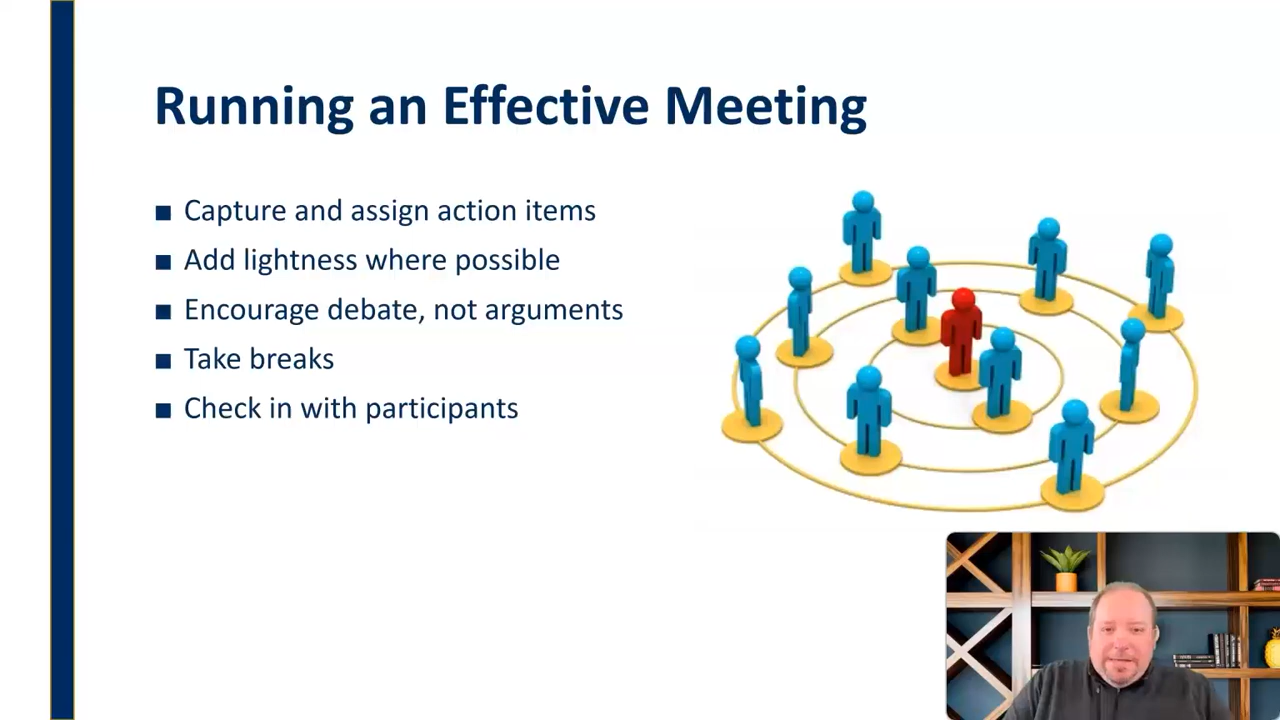 Running an Effective Meeting
■ Capture and assign action items
■ Add lightness where possible
■ Encourage debate, not arguments
■ Take breaks
■ Check in with participants